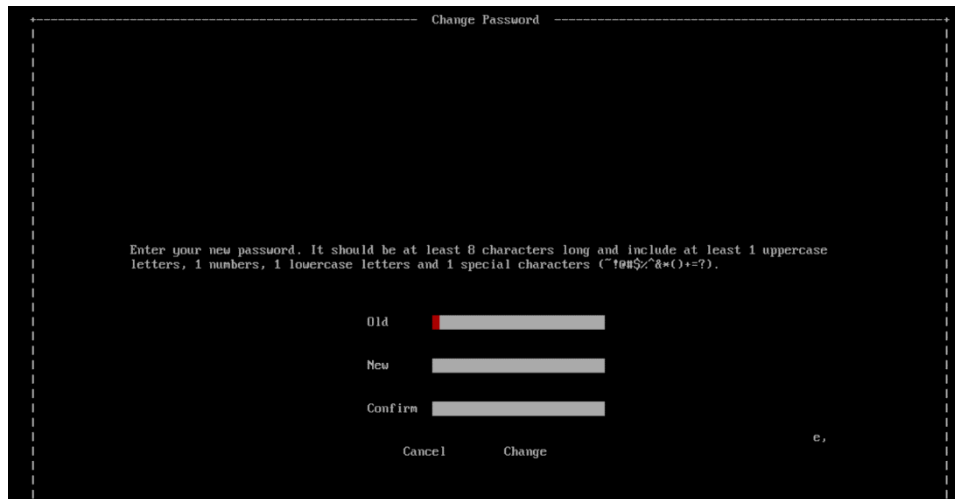 Change Password
Enter your new password. It should be at least 8 characters long and include at least 1 uppercase
letters, 1 numbers, 1 lowercase letters and 1 special characters (~!@#$%^&*()+=?).
Old
New
Confirm
e,
Cancel Change